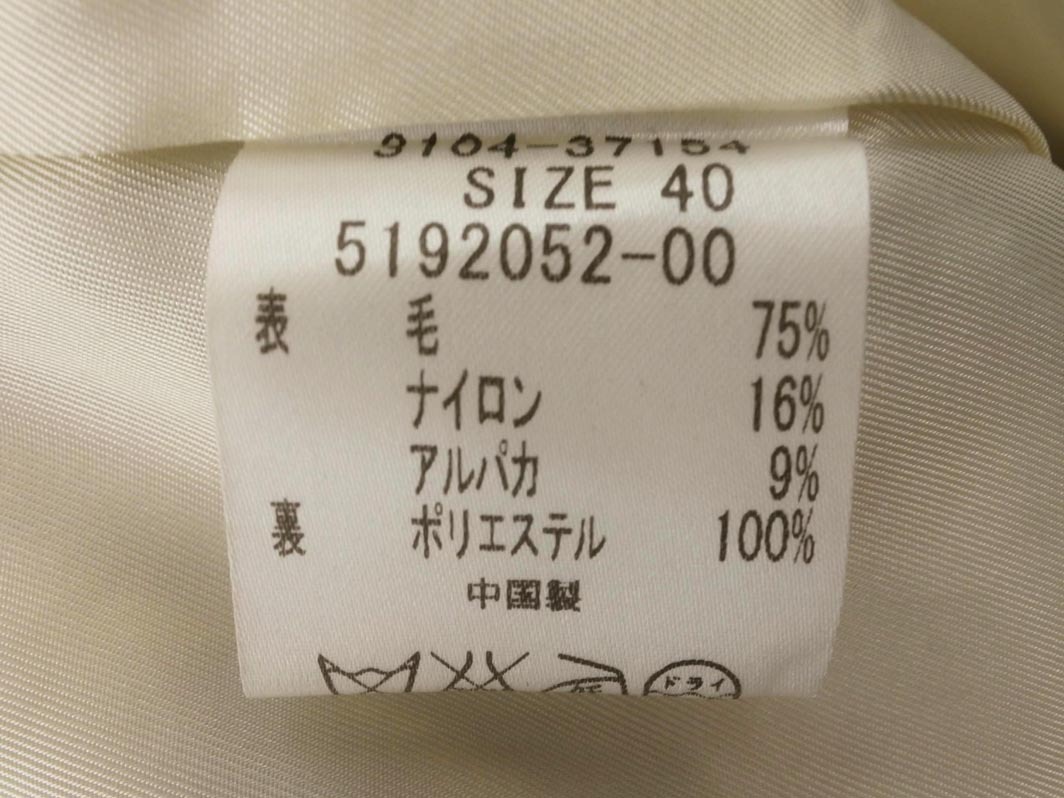 9104-37154
SIZE 40
5192052-00
表 毛 75%
ナイロン 16%
アルパカ 9%
裏 ポリエステル 100%
中国製
ドライ